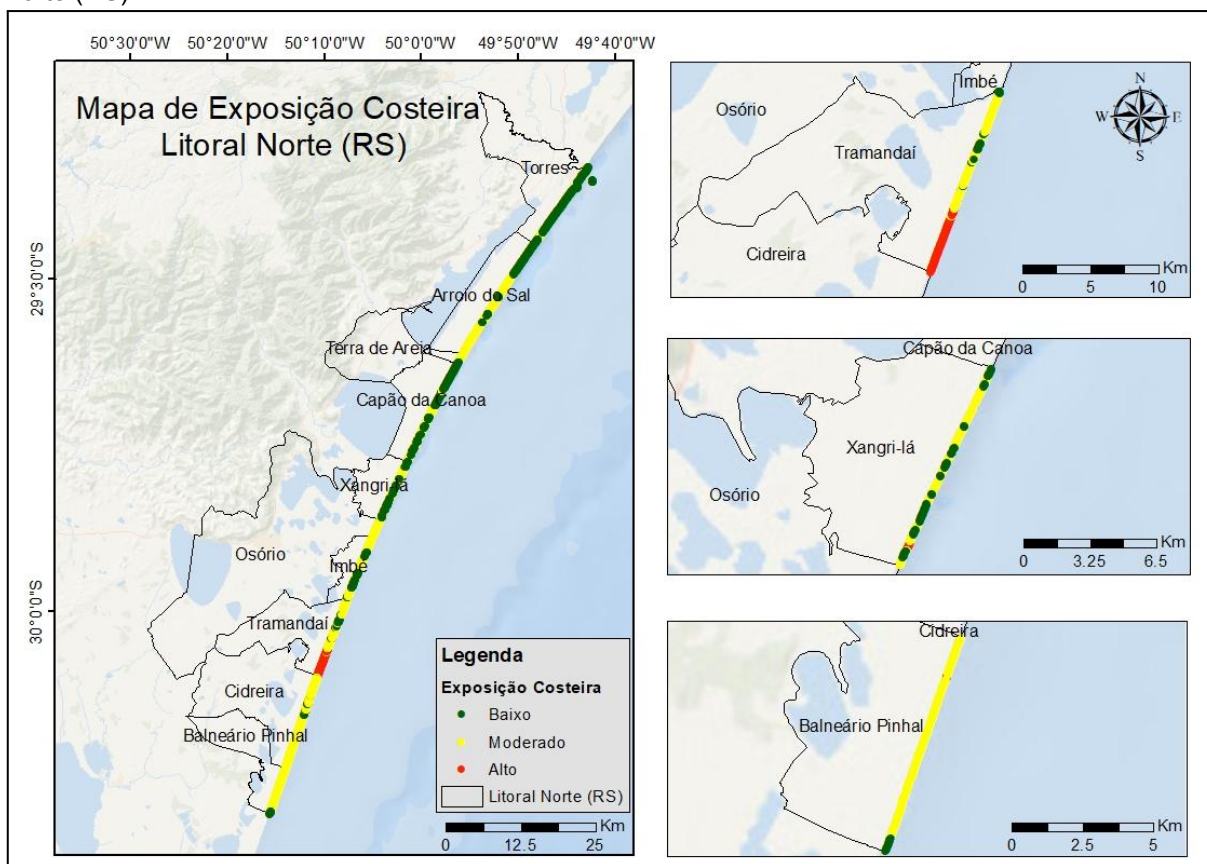 50°30'0"W 50°20'0"W 50°10'0"W 50°0'0"W 49°50'0"W 49°40'0"W
Mapa de Exposição Costeira
Litoral Norte (RS)
29°30'0"S
30°0'0"S
Torres
Arroio do Sal
Terra de Areia
Capão da Canoa
Xangri-lá
Osório
Imbé
Tramandaí
Cidreira
Balneário Pinhal
Legenda
Exposição Costeira
Baixo
Moderado
Alto
Litoral Norte (RS)
Km
0 12.5 25
Imbé
Osório
Tramandaí
Cidreira
N
W E
S
Km
0 5 10
Capão da Canoa
Xangri-lá
Osório
Km
0 3.25 6.5
Cidreira
Balneário Pinhal
Km
0 2.5 5